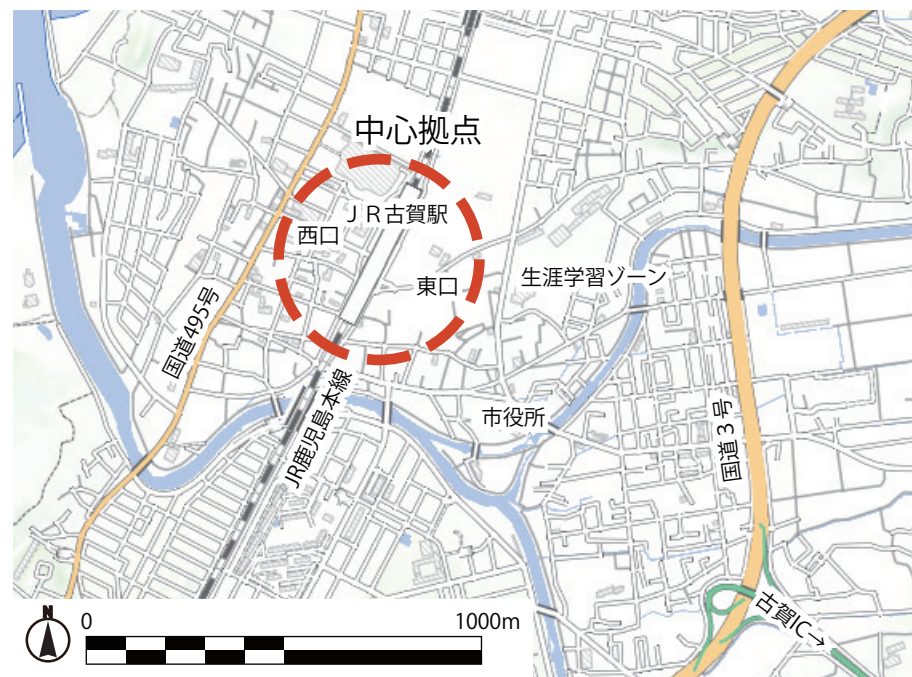 中心拠点
ＪＲ古賀駅
西口
東口
生涯学習ゾーン
国道495号
JR鹿児島本線
市役所
国道３号
古賀IC→
N
0
1000m